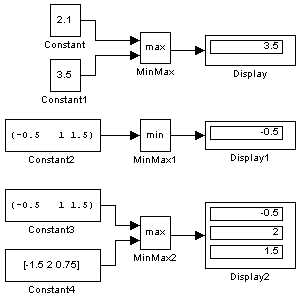 2.1
Constant
3.5
Constant1
max
MinMax
3.5
Display
(-0.5 1 1.5)
Constant2
min
MinMax1
-0.5
Display1
(-0.5 1 1.5)
Constant3
[-1.5 2 0.75]
Constant4
max
MinMax2
-0.5
2
1.5
Display2